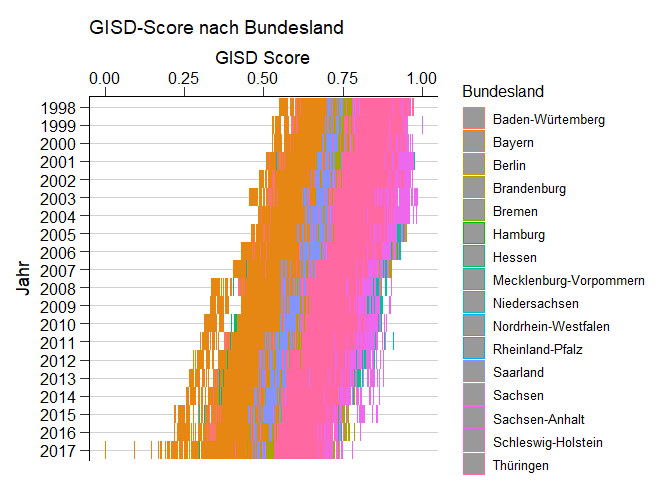 GISD-Score nach Bundesland
GISD Score
0.00 0.25 0.50 0.75 1.00
Jahr
1998
1999
2000
2001
2002
2003
2004
2005
2006
2007
2008
2009
2010
2011
2012
2013
2014
2015
2016
2017
Bundesland
Baden-Würtemberg
Bayern
Berlin
Brandenburg
Bremen
Hamburg
Hessen
Mecklenburg-Vorpommern
Niedersachsen
Nordrhein-Westfalen
Rheinland-Pfalz
Saarland
Sachsen
Sachsen-Anhalt
Schleswig-Holstein
Thüringen